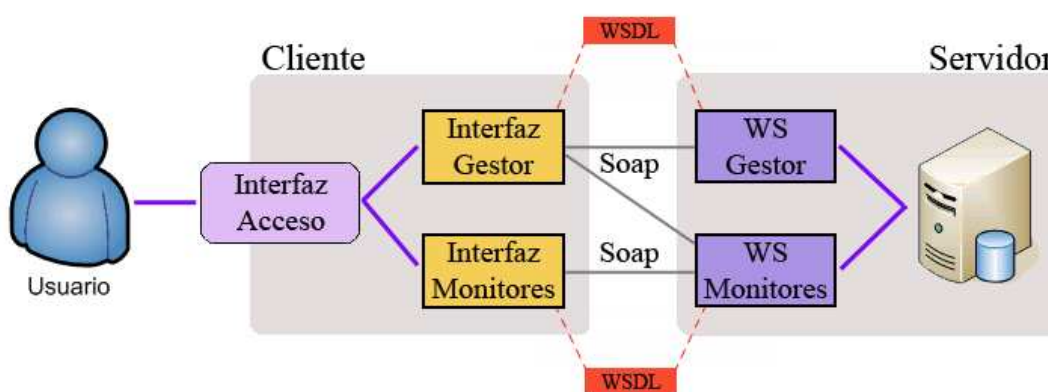 WSDL
Cliente
Servidor
Interfaz
Gestor
WS
Gestor
Soap
Interfaz
Acceso
Usuario
Interfaz
Monitores
Soap
WS
Monitores
WSDL